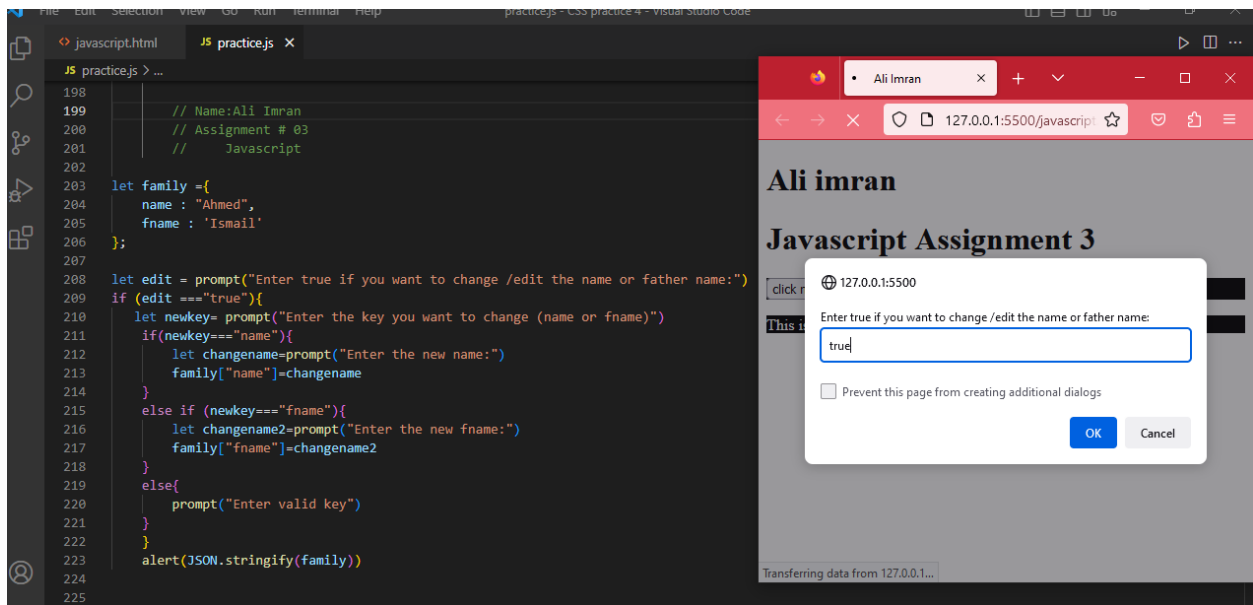 File Edit Selection View Go Run Terminal Help practice.js - CSS practice 4 - Visual Studio Code
javascript.html JS practice.js
JS practice.js > ...
198
199 // Name:Ali Imran
200 // Assignment # 03
201 // Javascript
202
203 let family ={
204 name : "Ahmed",
205 fname : 'Ismail'
206 };
207
208 let edit = prompt("Enter true if you want to change /edit the name or father name:")
209 if (edit ==="true"){
210 let newkey= prompt("Enter the key you want to change (name or fname)")
211 if(newkey==="name"){
212 let changename=prompt("Enter the new name:")
213 family["name"]=changename
214 }
215 else if (newkey==="fname"){
216 let changename2=prompt("Enter the new fname:")
217 family["fname"]=changename2
218 }
219 else{
220 prompt("Enter valid key")
221 }
222 }
223 alert(JSON.stringify(family))
224
225
Ali Imran
127.0.0.1:5500/javascript
Ali imran
Javascript Assignment 3
click
This
127.0.0.1:5500
Enter true if you want to change /edit the name or father name:
true
Prevent this page from creating additional dialogs
OK Cancel
Transferring data from 127.0.0.1...